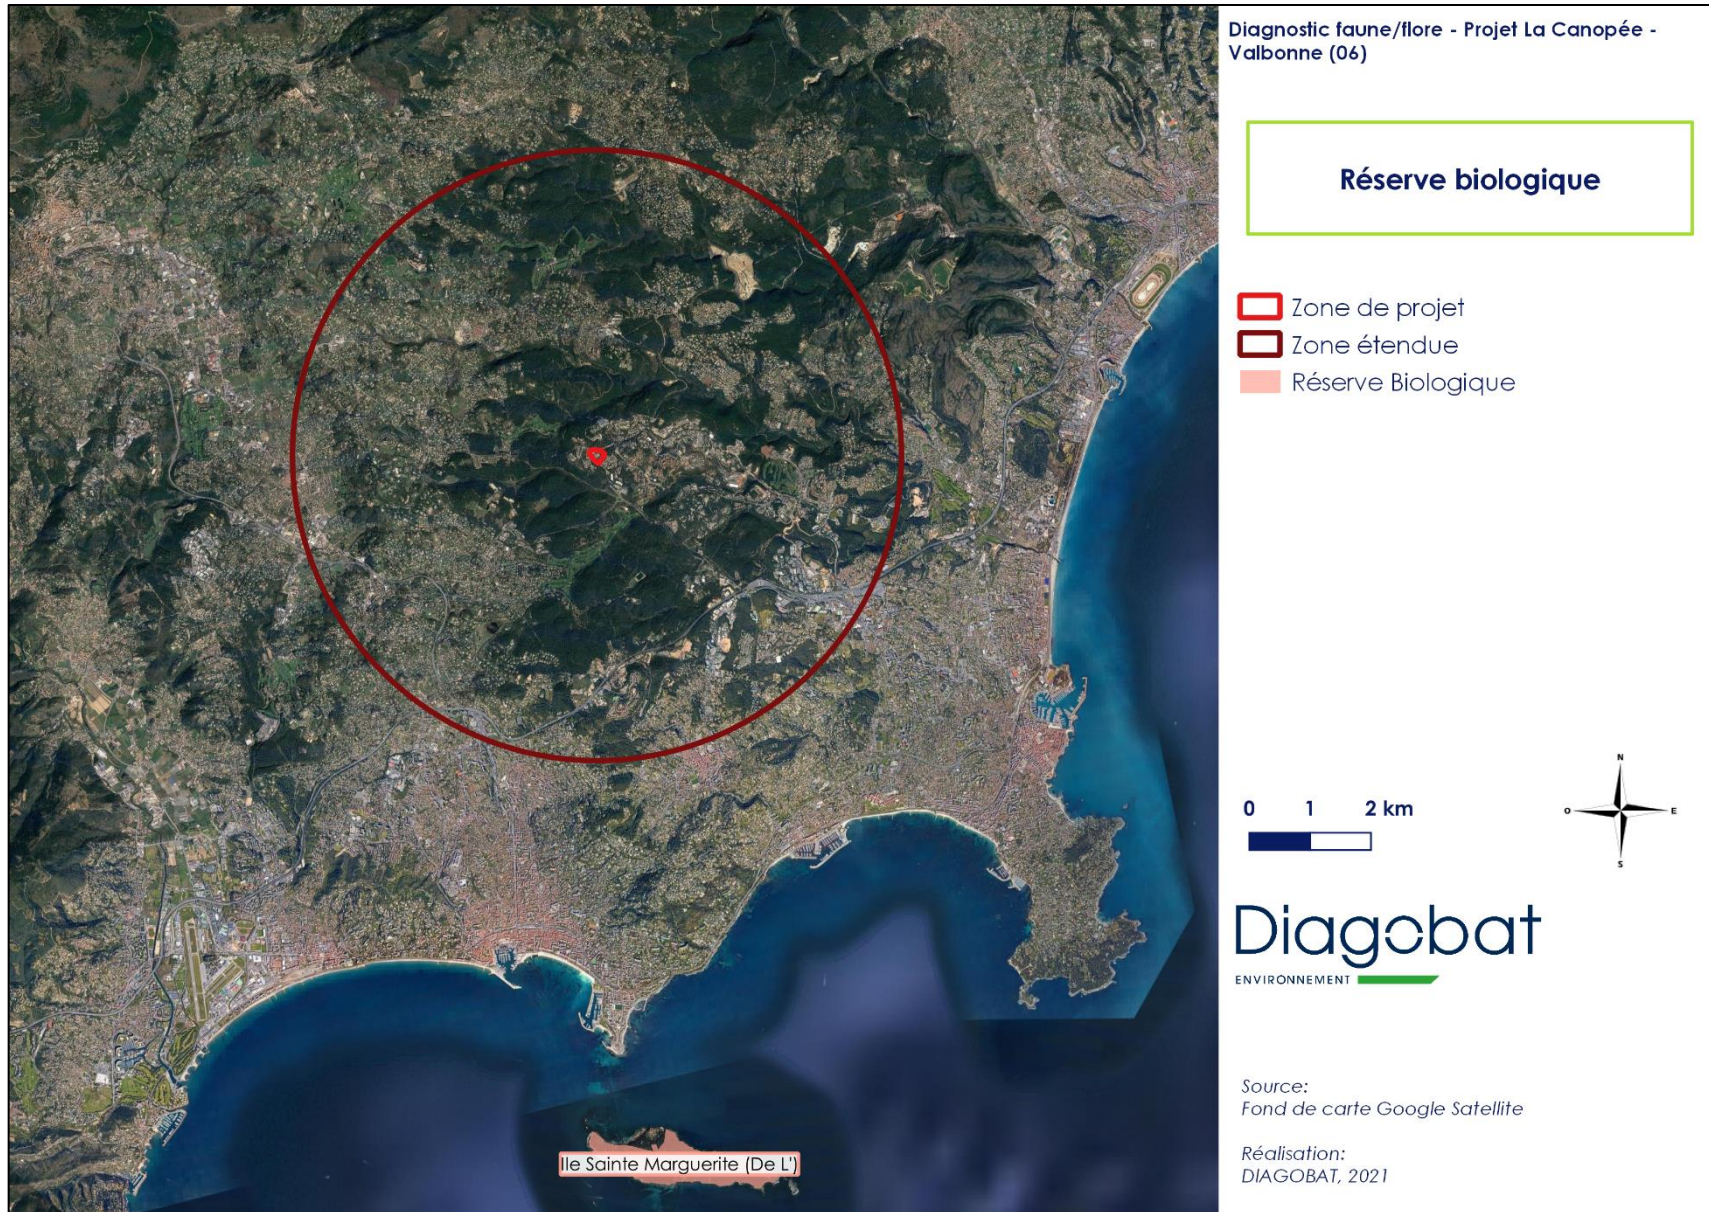 Diagnostic faune/flore - Projet La Canopée -
Valbonne (06)
Réserve biologique
Zone de projet
Zone étendue
Réserve Biologique
0 1 2 km
N
O E
S
Diagobat
ENVIRONNEMENT
Source:
Fond de carte Google Satellite
Réalisation:
DIAGOBAT, 2021
Ile Sainte Marguerite (De L')